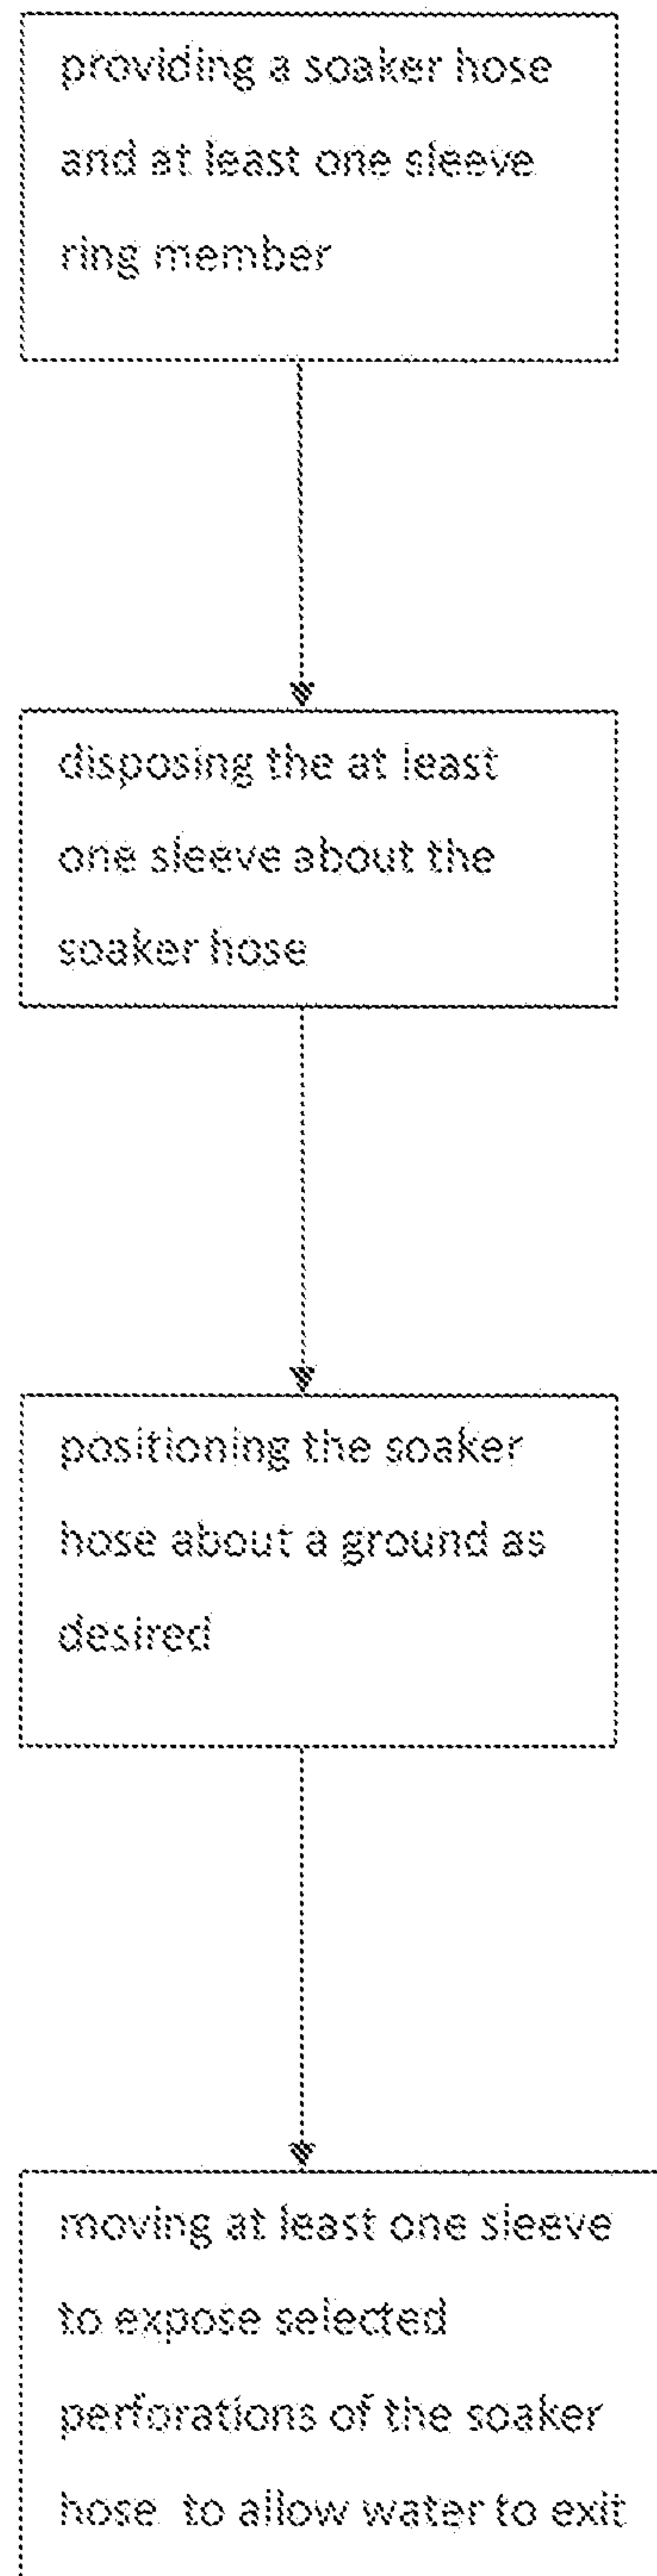 providing a soaker hose
and at least one sleeve
ring member
disposing the at least
one sleeve about the
soaker hose
positioning the soaker
hose about a ground as
desired
moving at least one sleeve
to expose selected
perforations of the soaker
hose to allow water to exit